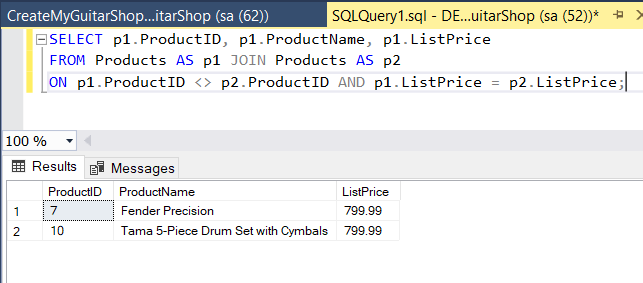 CreateMyGuitarShop...itarShop (sa (62)) SQLQuery1.sql - DE...uitarShop (sa (52))*
SELECT p1.ProductID, p1.ProductName, p1.ListPrice
FROM Products AS p1 JOIN Products AS p2
ON p1.ProductID <> p2.ProductID AND p1.ListPrice = p2.ListPrice;
100 %
Results Messages
ProductID ProductName ListPrice
1 7 Fender Precision 799.99
2 10 Tama 5-Piece Drum Set with Cymbals 799.99